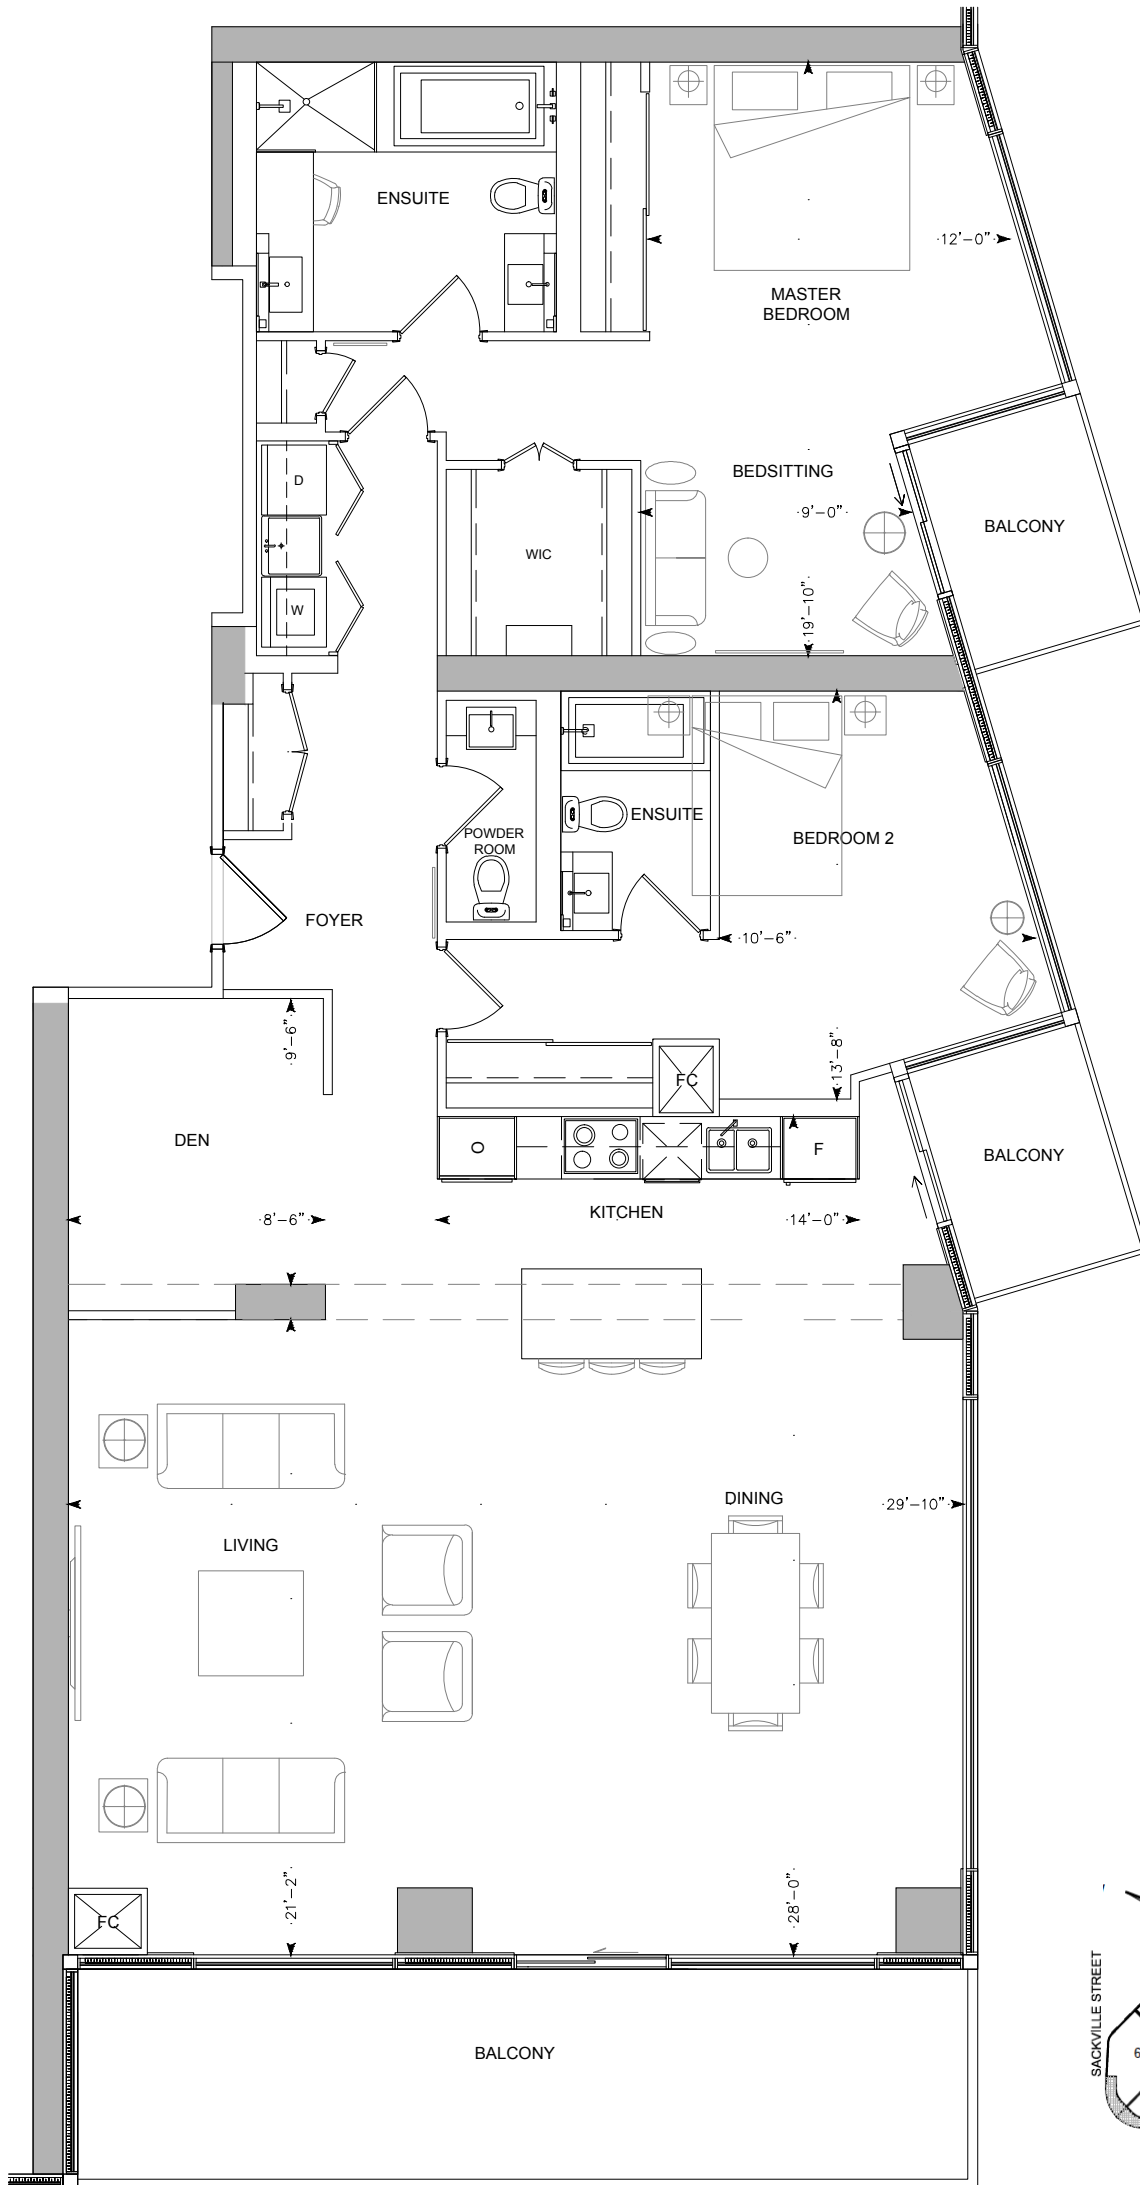 ENSUITE
12'-0"
MASTER
BEDROOM
BEDSITTING
D
9'-0"
BALCONY
WIC
W
19'-10"
ENSUITE
POWDER
ROOM
BEDROOM 2
FOYER
10'-6"
9'-6"
13'-8"
FC
DEN
O
F
BALCONY
8'-6"
KITCHEN
14'-0"
DINING
29'-10"
LIVING
21'-2"
28'-0"
FC
BALCONY
SACKVILLE STREET
6